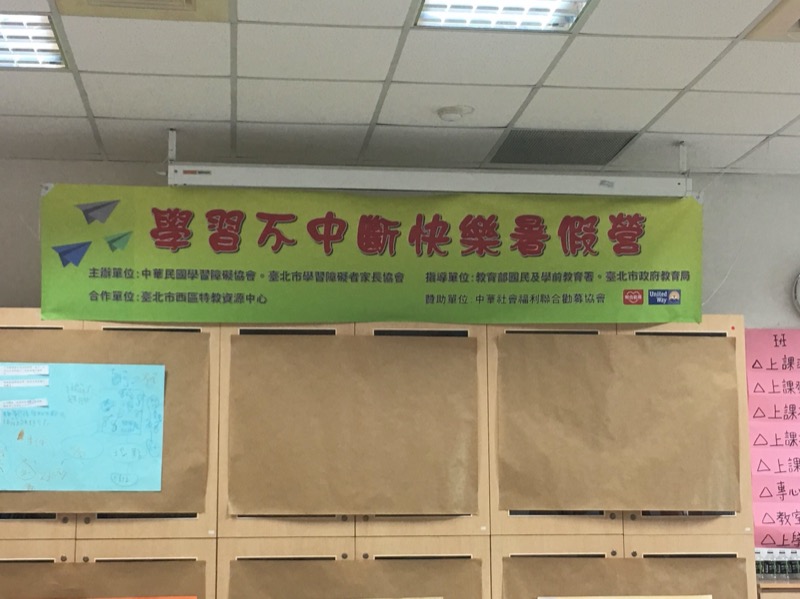 學習不中斷快樂暑假營
主辦單位:中華民國學習障礙協會。臺北市學習障礙者家長協會
指導單位:教育部國民及學前教育署。臺北市政府教育局
合作單位:臺北市西區特教資源中心
贊助單位:中華社會福利聯合勸募協會
United Way
班
△上課
△上課
△上課
△上課
△上課
△專心
△教室
△上學